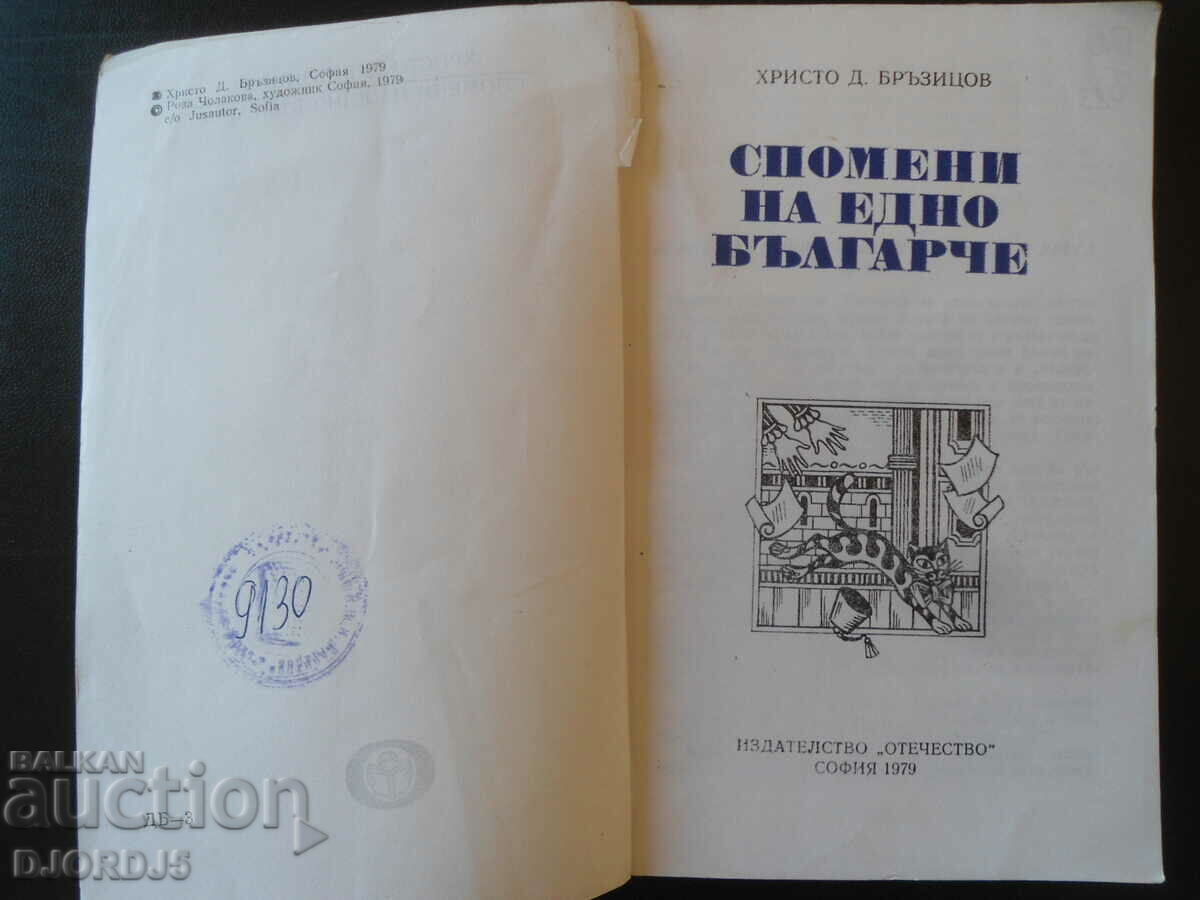 Христо Д. Бръзицов, София 1979
© Роза Чолакова, художник София, 1979
c/o Jusautor, Sofia
9130
ДБ—3
ХРИСТО Д. БРЪЗИЦОВ
СПОМЕНИ
НА ЕДНО
БЪЛГАРЧЕ
ИЗДАТЕЛСТВО „ОТЕЧЕСТВО"
СОФИЯ 1979
BALKAN
auction
DJORDJ5